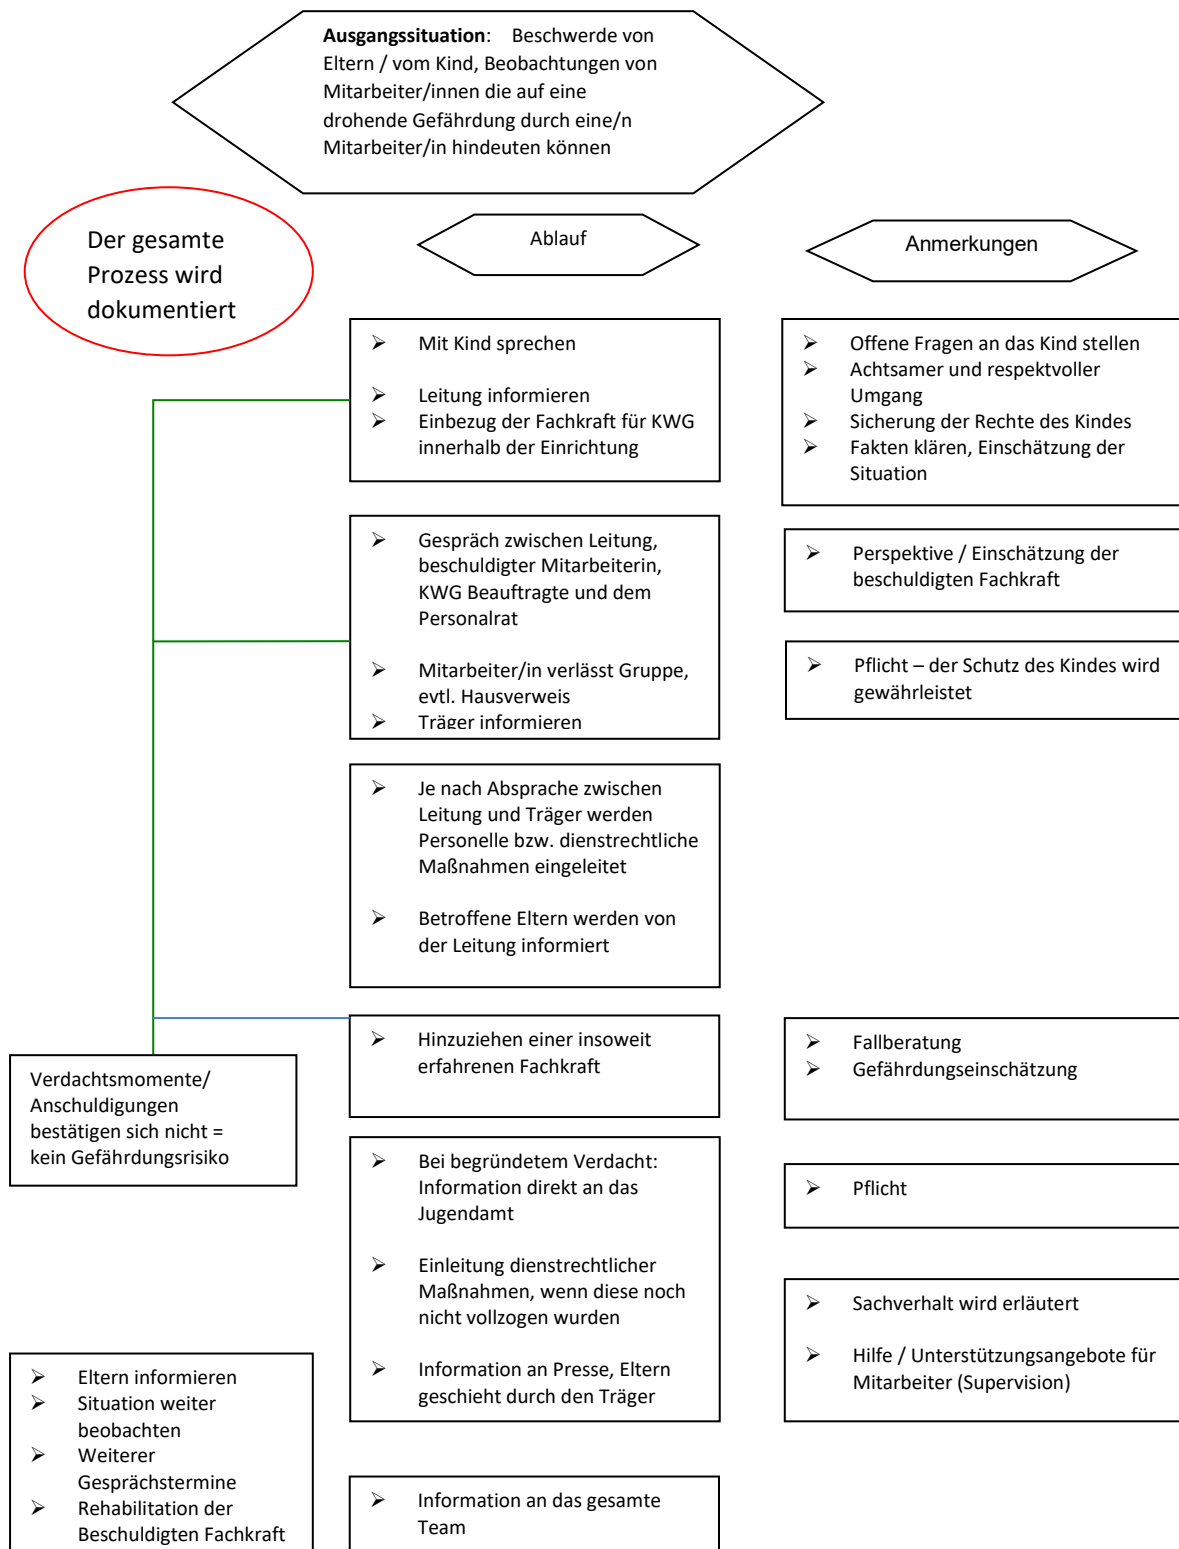 Ausgangssituation: Beschwerde von
Eltern / vom Kind, Beobachtungen von
Mitarbeiter/innen die auf eine
drohende Gefährdung durch eine/n
Mitarbeiter/in hindeuten können
Der gesamte
Prozess wird
dokumentiert
Ablauf
Anmerkungen
➢ Mit Kind sprechen
➢ Leitung informieren
➢ Einbezug der Fachkraft für KWG
innerhalb der Einrichtung
➢ Offene Fragen an das Kind stellen
➢ Achtsamer und respektvoller
Umgang
➢ Sicherung der Rechte des Kindes
➢ Fakten klären, Einschätzung der
Situation
➢ Gespräch zwischen Leitung,
beschuldigter Mitarbeiterin,
KWG Beauftragte und dem
Personalrat
➢ Mitarbeiter/in verlässt Gruppe,
evtl. Hausverweis
➢ Träger informieren
➢ Perspektive / Einschätzung der
beschuldigten Fachkraft
➢ Pflicht – der Schutz des Kindes wird
gewährleistet
➢ Je nach Absprache zwischen
Leitung und Träger werden
Personelle bzw. dienstrechtliche
Maßnahmen eingeleitet
➢ Betroffene Eltern werden von
der Leitung informiert
➢ Hinzuziehen einer insoweit
erfahrenen Fachkraft
➢ Fallberatung
➢ Gefährdungseinschätzung
Verdachtsmomente/
Anschuldigungen
bestätigen sich nicht =
kein Gefährdungsrisiko
➢ Bei begründetem Verdacht:
Information direkt an das
Jugendamt
➢ Einleitung dienstrechtlicher
Maßnahmen, wenn diese noch
nicht vollzogen wurden
➢ Information an Presse, Eltern
geschieht durch den Träger
➢ Pflicht
➢ Sachverhalt wird erläutert
➢ Hilfe / Unterstützungsangebote für
Mitarbeiter (Supervision)
➢ Eltern informieren
➢ Situation weiter
beobachten
➢ Weiterer
Gesprächstermine
➢ Rehabilitation der
Beschuldigten Fachkraft
➢ Information an das gesamte
Team